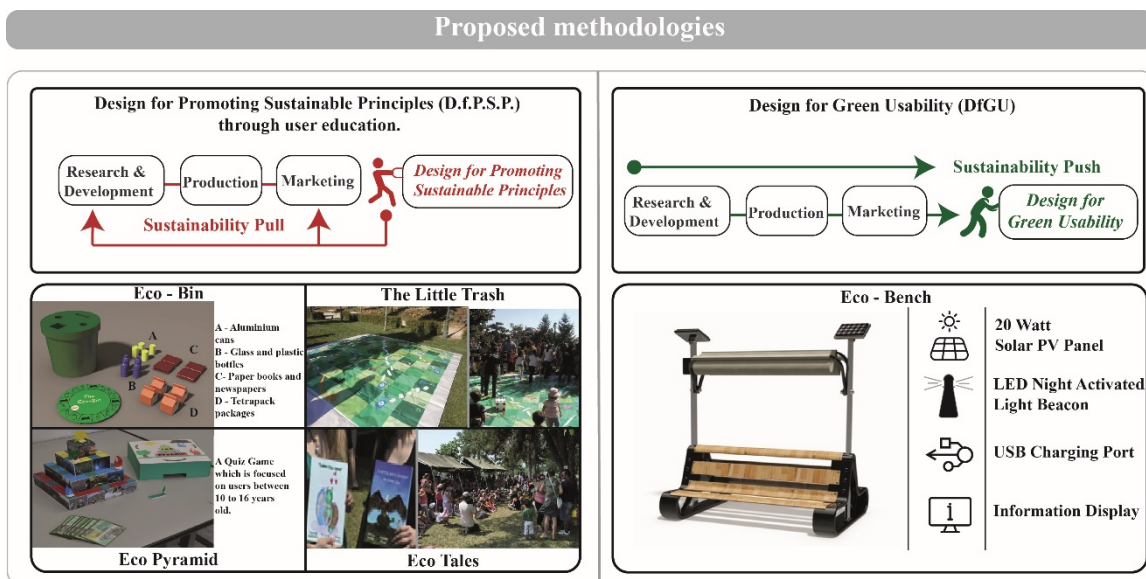 Proposed methodologies
Design for Promoting Sustainable Principles (D.f.P.S.P.)
through user education.
Research &
Development
Production
Marketing
Design for Promoting
Sustainable Principles
Sustainability Pull
Eco - Bin
A
B
C
D
A - Aluminium
cans
B - Glass and plastic
bottles
C- Paper books and
newspapers
D - Tetrapack
packages
The Little Trash
A Quiz Game
which is focused
on users between
10 to 16 years
old.
Eco Pyramid
Eco Tales
Design for Green Usability (DfGU)
Sustainability Push
Research &
Development
Production
Marketing
Design for
Green Usability
Eco - Bench
20 Watt
Solar PV Panel
LED Night Activated
Light Beacon
USB Charging Port
i
Information Display